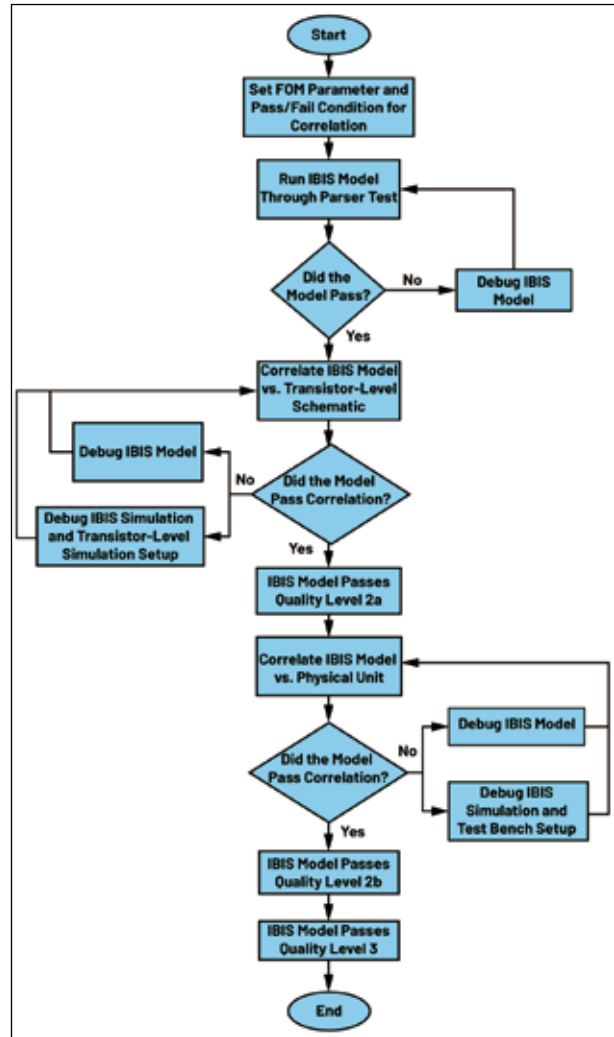 Start
Set FOM Parameter and
Pass/Fail Condition for
Correlation
Run IBIS Model
Through Parser Test
Did the
Model Pass?
No
Debug IBIS
Model
Yes
Correlate IBIS Model
vs. Transistor-Level
Schematic
Debug IBIS Model
No
Did the Model
Pass Correlation?
Debug IBIS Simulation
and Transistor-Level
Simulation Setup
Yes
IBIS Model Passes
Quality Level 2a
Correlate IBIS Model
vs. Physical Unit
Did the Model
Pass Correlation?
No
Debug IBIS Model
Debug IBIS
Simulation and
Test Bench Setup
Yes
IBIS Model Passes
Quality Level 2b
IBIS Model Passes
Quality Level 3
End